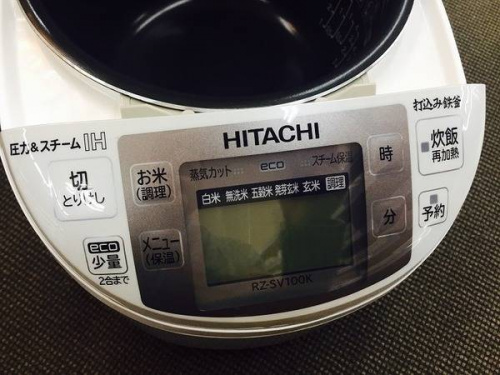 打込み鉄釜
圧力&スチームIH
HITACHI
切
とりけし
お米
(調理)
蒸気カット
eco
スチーム保温
時
炊飯
再加熱
白米 無洗米 五穀米 発芽玄米 玄米 調理
eco
少量
2合まで
メニュー
(保温)
分
予約
RZ-SV100K